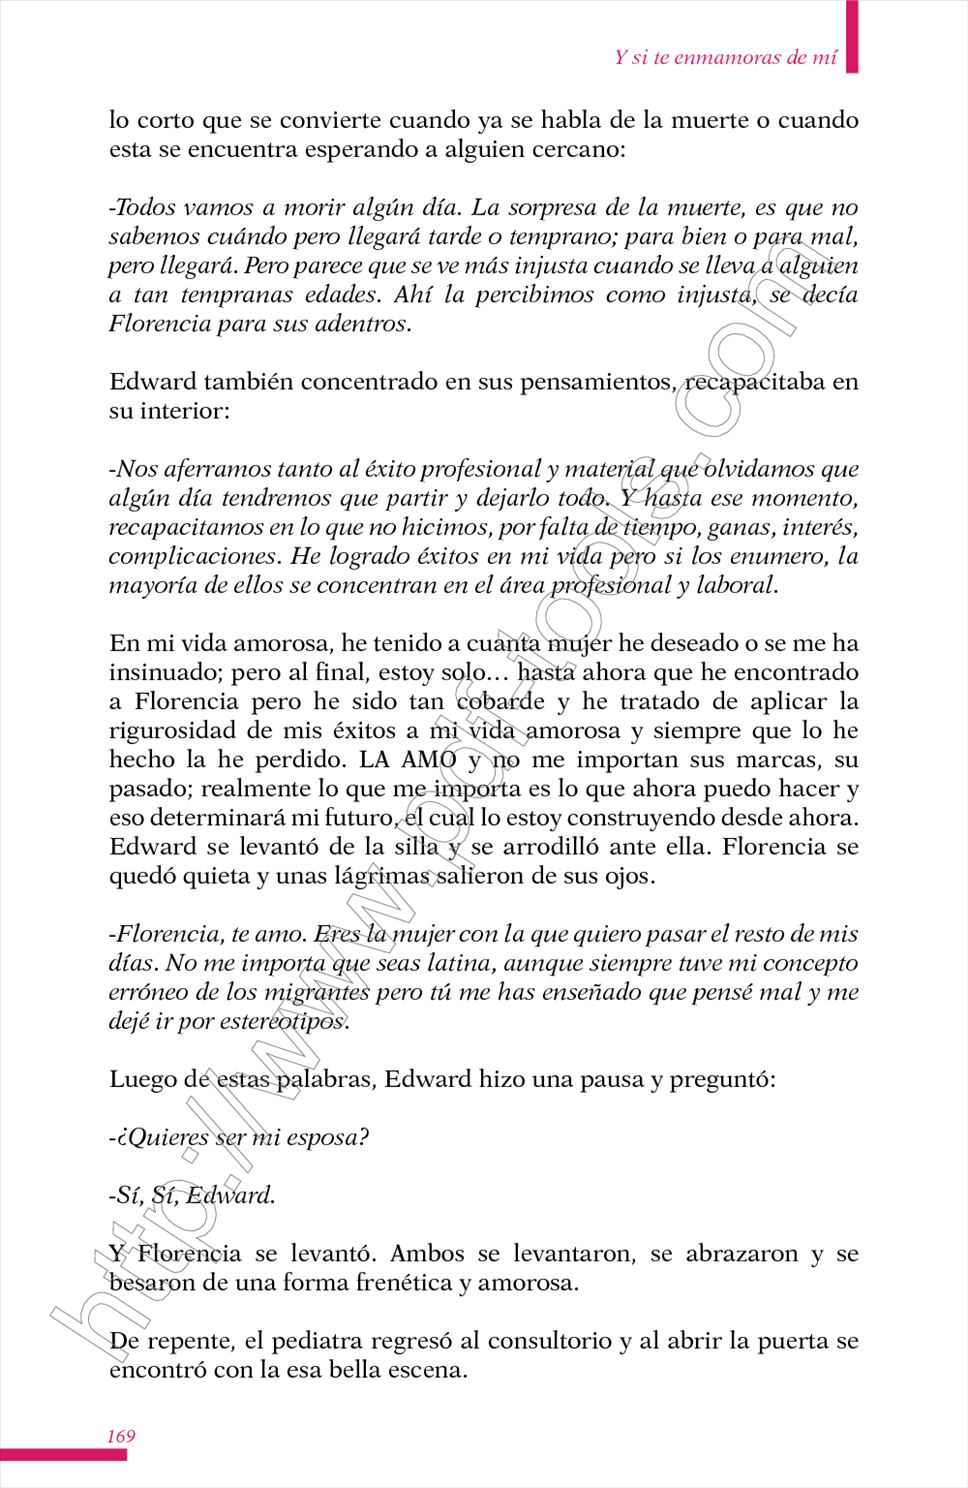 Y si te enmamoras de mí
lo corto que se convierte cuando ya se habla de la muerte o cuando
esta se encuentra esperando a alguien cercano:
-Todos vamos a morir algún día. La sorpresa de la muerte, es que no
sabemos cuándo pero llegará tarde o temprano; para bien o para mal,
pero llegará. Pero parece que se ve más injusta cuando se lleva a alguien
a tan tempranas edades. Ahí la percibimos como injusta, se decía
Florencia para sus adentros.
Edward también concentrado en sus pensamientos, recapacitaba en
su interior:
-Nos aferramos tanto al éxito profesional y material que olvidamos que
algún día tendremos que partir y dejarlo todo. Y hasta ese momento,
recapacitamos en lo que no hicimos, por falta de tiempo, ganas, interés,
complicaciones. He logrado éxitos en mi vida pero si los enumero, la
mayoría de ellos se concentran en el área profesional y laboral.
En mi vida amorosa, he tenido a cuanta mujer he deseado o se me ha
insinuado; pero al final, estoy solo… hasta ahora que he encontrado
a Florencia pero he sido tan cobarde y he tratado de aplicar la
rigurosidad de mis éxitos a mi vida amorosa y siempre que lo he
hecho la he perdido. LA AMO y no me importan sus marcas, su
pasado; realmente lo que me importa es lo que ahora puedo hacer y
eso determinará mi futuro, el cual lo estoy construyendo desde ahora.
Edward se levantó de la silla y se arrodilló ante ella. Florencia se
quedó quieta y unas lágrimas salieron de sus ojos.
-Florencia, te amo. Eres la mujer con la que quiero pasar el resto de mis
días. No me importa que seas latina, aunque siempre tuve mi concepto
erróneo de los migrantes pero tú me has enseñado que pensé mal y me
dejé ir por estereotipos.
Luego de estas palabras, Edward hizo una pausa y preguntó:
-¿Quieres ser mi esposa?
-Sí, Sí, Edward.
Y Florencia se levantó. Ambos se levantaron, se abrazaron y se
besaron de una forma frenética y amorosa.
De repente, el pediatra regresó al consultorio y al abrir la puerta se
encontró con la esa bella escena.
169
http://www.pdf-tools.com